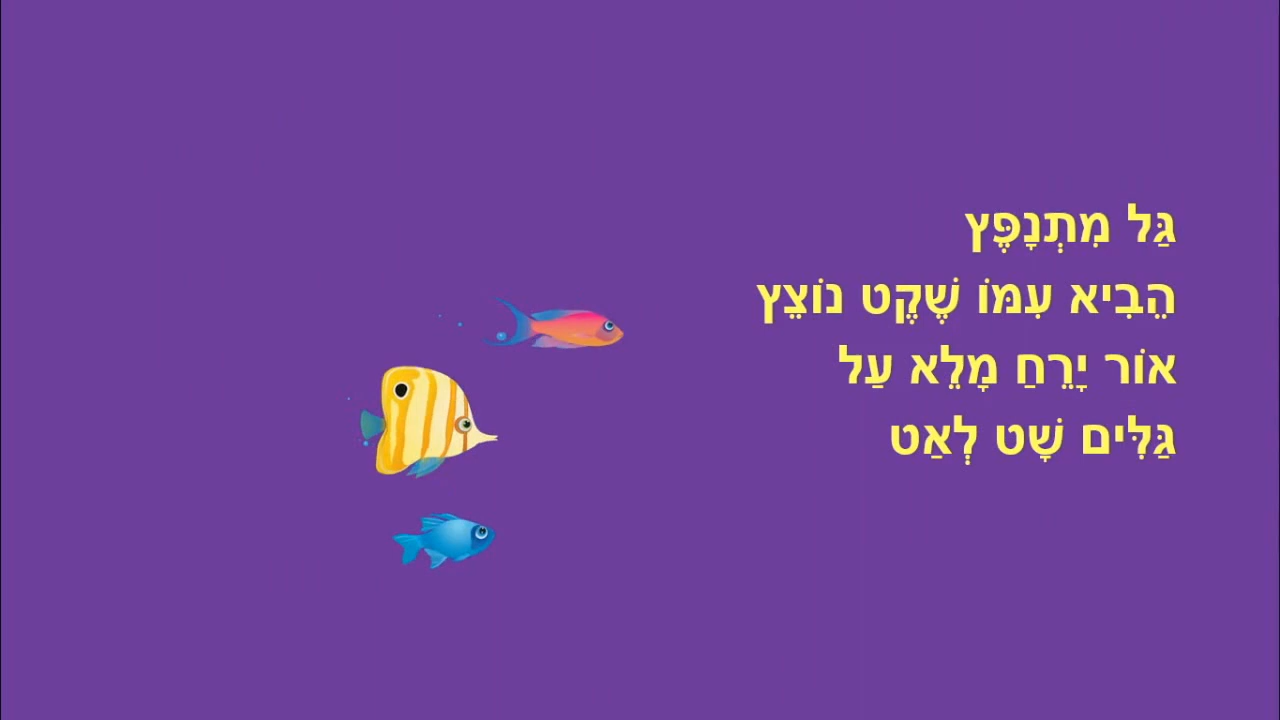 גַּל מִתְנָפֶּץ
הֵבִיא עִמּוֹ שֶׁקֶט נוֹצֵץ
אוֹר יָרֵחַ מָלֵא עַל
גַּלִּים שָׁט לְאַט